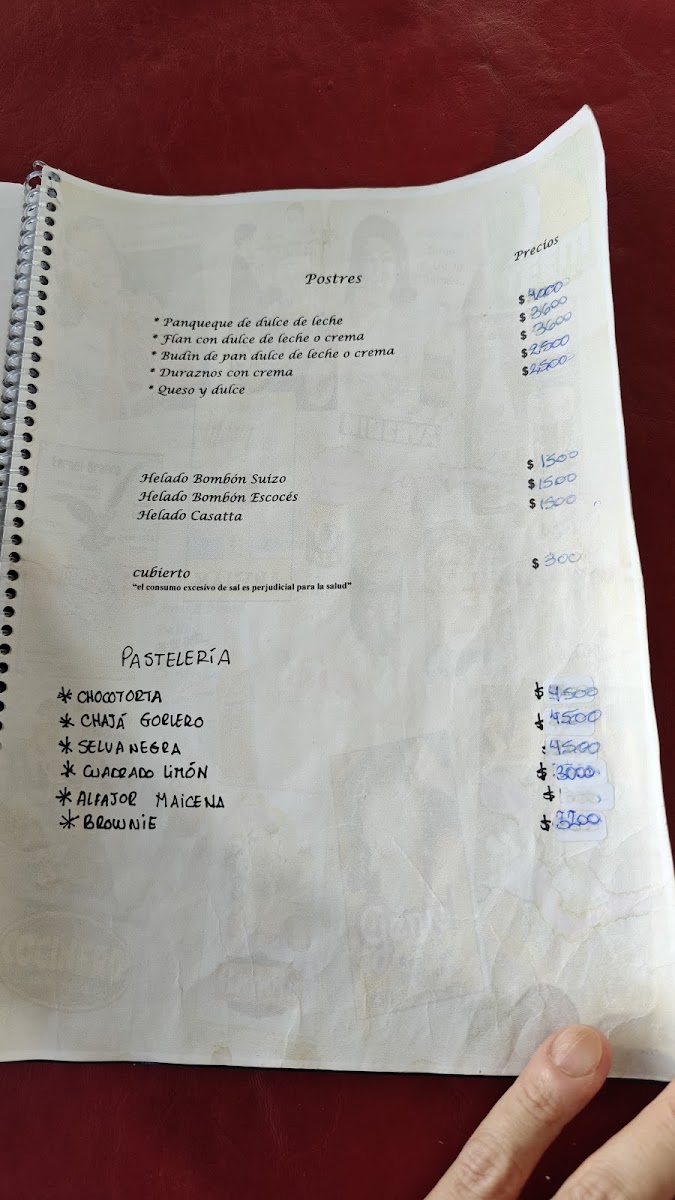 Precios
Postres
* Panqueque de dulce de leche $ 4000
* Flan con dulce de leche o crema $ 3600
* Budìn de pan dulce de leche o crema $ 3600
* Duraznos con crema $ 2500
* Queso y dulce $ 2500
Helado Bombón Suizo $ 1500
Helado Bombón Escocés $ 1500
Helado Casatta $ 1500
cubierto $ 300
"el consumo excesivo de sal es perjudicial para la salud"
PASTELERÍA
* CHOCOTORTA $ 4500
* CHAJÁ GORLERO $ 4500
* SELVA NEGRA 4500
* CUADRADO LIMÓN $ 3000
* ALFAJOR MAICENA $
* BROWNIE $